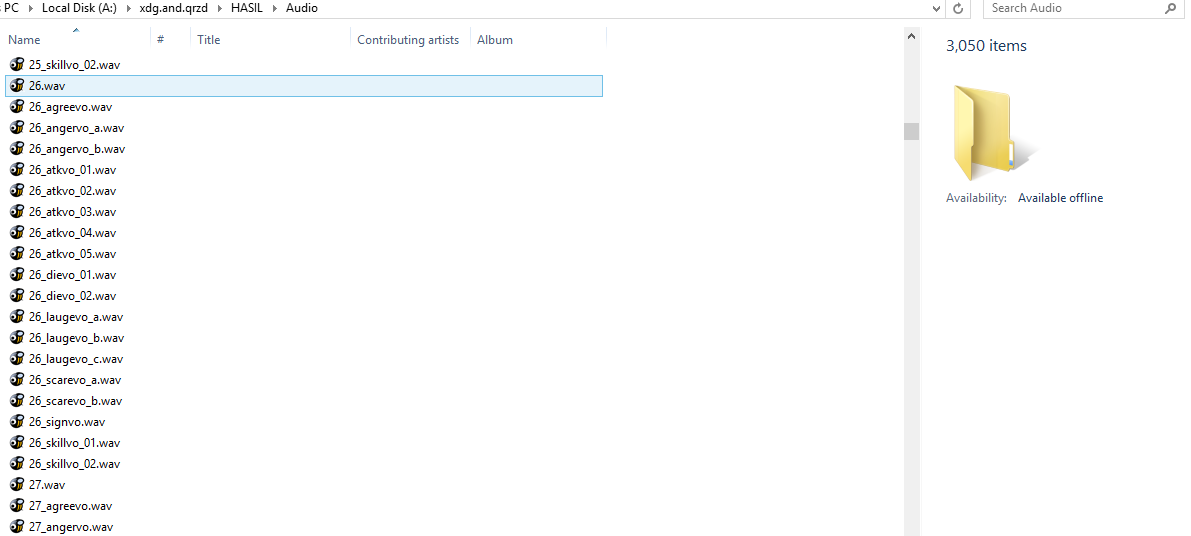 PC Local Disk (A:) xdg.and.qrzd HASIL Audio Search Audio
Name # Title Contributing artists Album
3,050 items
25_skillvo_02.wav
26.wav
26_agreevo.wav
26_angervo_a.wav
26_angervo_b.wav
26_atkvo_01.wav
26_atkvo_02.wav
26_atkvo_03.wav
26_atkvo_04.wav
26_atkvo_05.wav
26_dievo_01.wav
26_dievo_02.wav
26_laugevo_a.wav
26_laugevo_b.wav
26_laugevo_c.wav
26_scarevo_a.wav
26_scarevo_b.wav
26_signvo.wav
26_skillvo_01.wav
26_skillvo_02.wav
27.wav
27_agreevo.wav
27_angervo.wav
Availability: Available offline